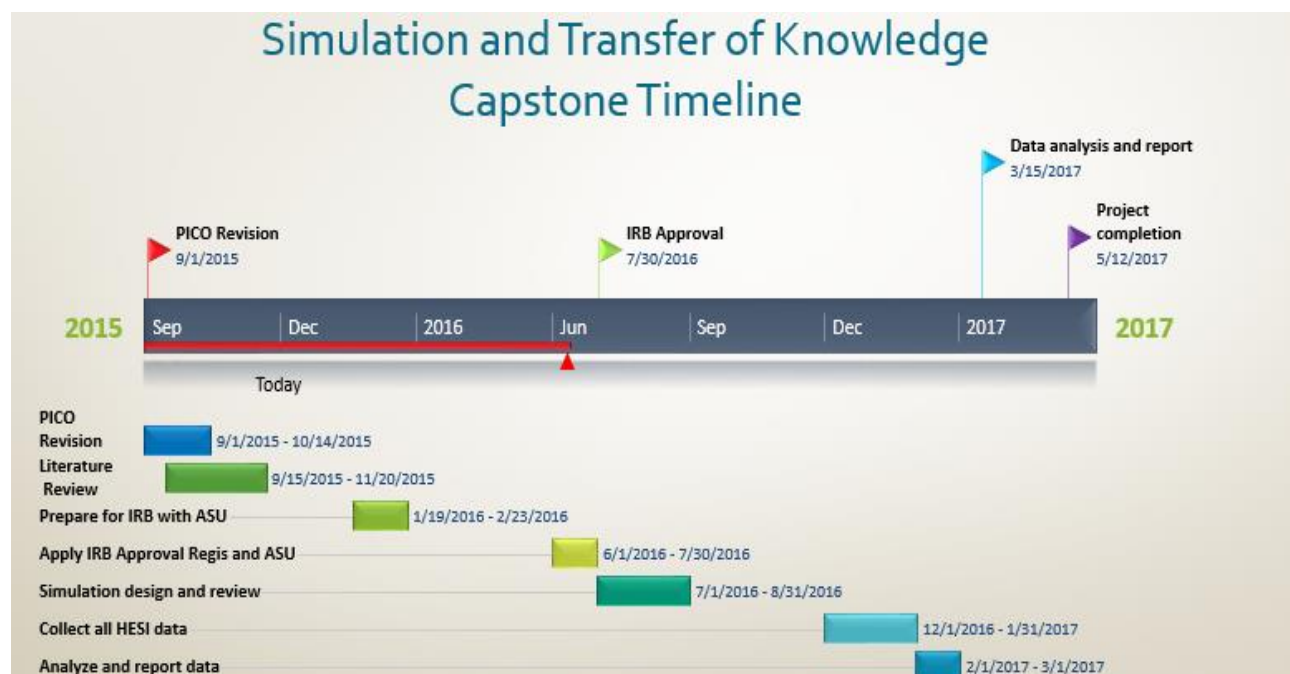 Simulation and Transfer of Knowledge
Capstone Timeline
Data analysis and report
3/15/2017
PICO Revision
9/1/2015
IRB Approval
7/30/2016
Project
completion
5/12/2017
2015 Sep Dec 2016 Jun Sep Dec 2017 2017
Today
PICO
Revision 9/1/2015 - 10/14/2015
Literature
Review 9/15/2015 - 11/20/2015
Prepare for IRB with ASU 1/19/2016 - 2/23/2016
Apply IRB Approval Regis and ASU 6/1/2016 - 7/30/2016
Simulation design and review 7/1/2016 - 8/31/2016
Collect all HESI data 12/1/2016 - 1/31/2017
Analyze and report data 2/1/2017 - 3/1/2017